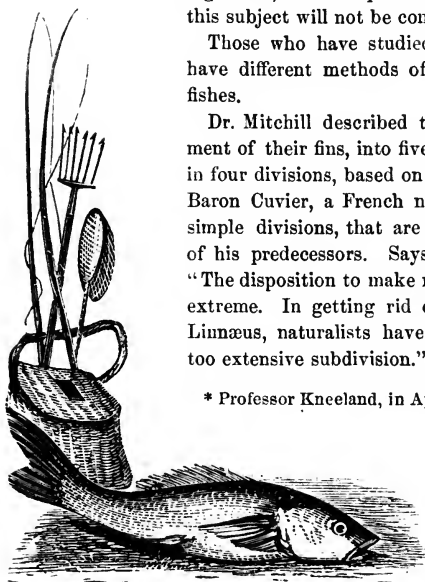 this subject will not be con
Those who have studied
have different methods of
fishes.
Dr. Mitchill described t
ment of their fins, into five
in four divisions, based on
Baron Cuvier, a French n
simple divisions, that are
of his predecessors. Says
"The disposition to make
extreme. In getting rid
Linnæus, naturalists have
too extensive subdivision."
* Professor Kneeland, in A